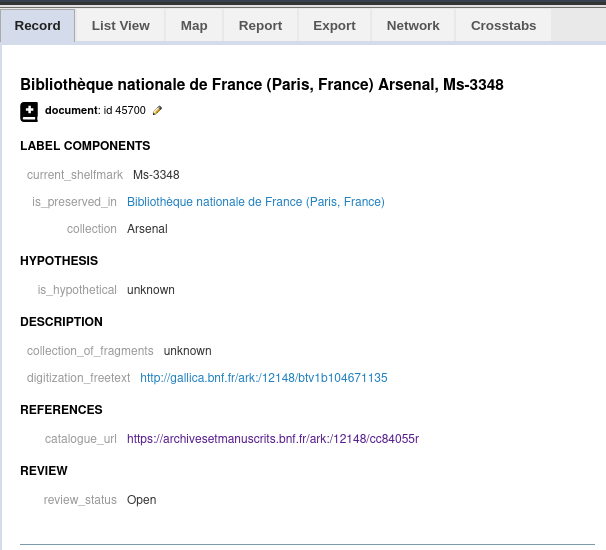 Record List View Map Report Export Network Crosstabs
Bibliothèque nationale de France (Paris, France) Arsenal, Ms-3348
document: id 45700
LABEL COMPONENTS
current_shelfmark Ms-3348
is_preserved_in Bibliothèque nationale de France (Paris, France)
collection Arsenal
HYPOTHESIS
is_hypothetical unknown
DESCRIPTION
collection_of_fragments unknown
digitization_freetext http://gallica.bnf.fr/ark:/12148/btv1b104671135
REFERENCES
catalogue_url https://archivesetmanuscrits.bnf.fr/ark:/12148/cc84055r
REVIEW
review_status Open